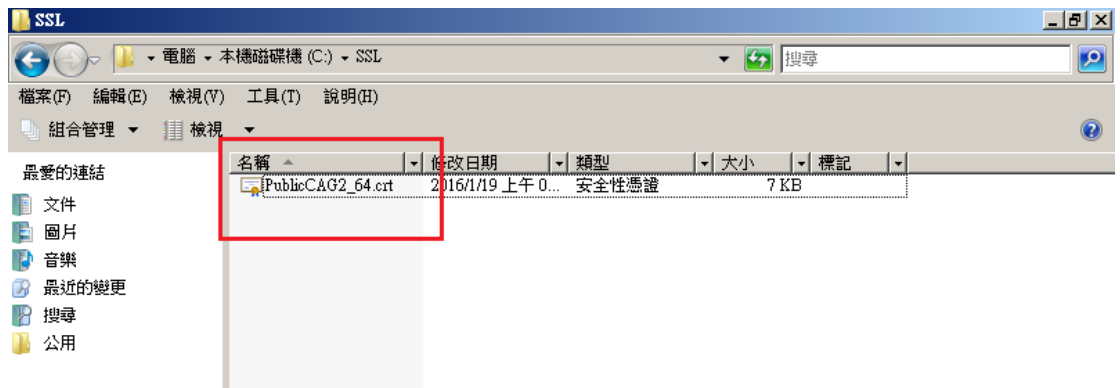 SSL
電腦 本機磁碟機 (C:) SSL
搜尋
檔案(F) 編輯(E) 檢視(V) 工具(T) 說明(H)
組合管理 檢視
最愛的連結
文件
圖片
音樂
最近的變更
搜尋
公用
名稱 修改日期 類型 大小 標記
PublicCAG2_64.crt 2016/1/19 上午 0... 安全性憑證 7 KB